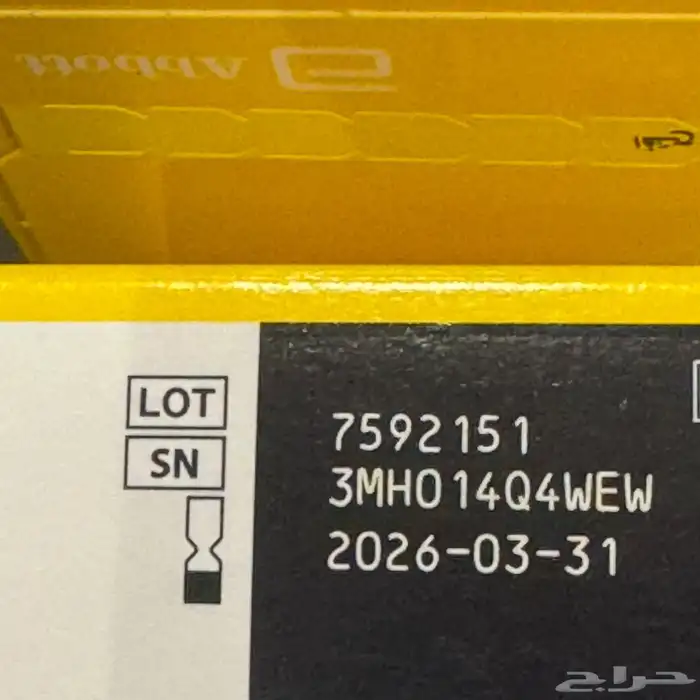 Abbott
LOT
7592151
SN
3MH014Q4WEW
2026-03-31
حراج